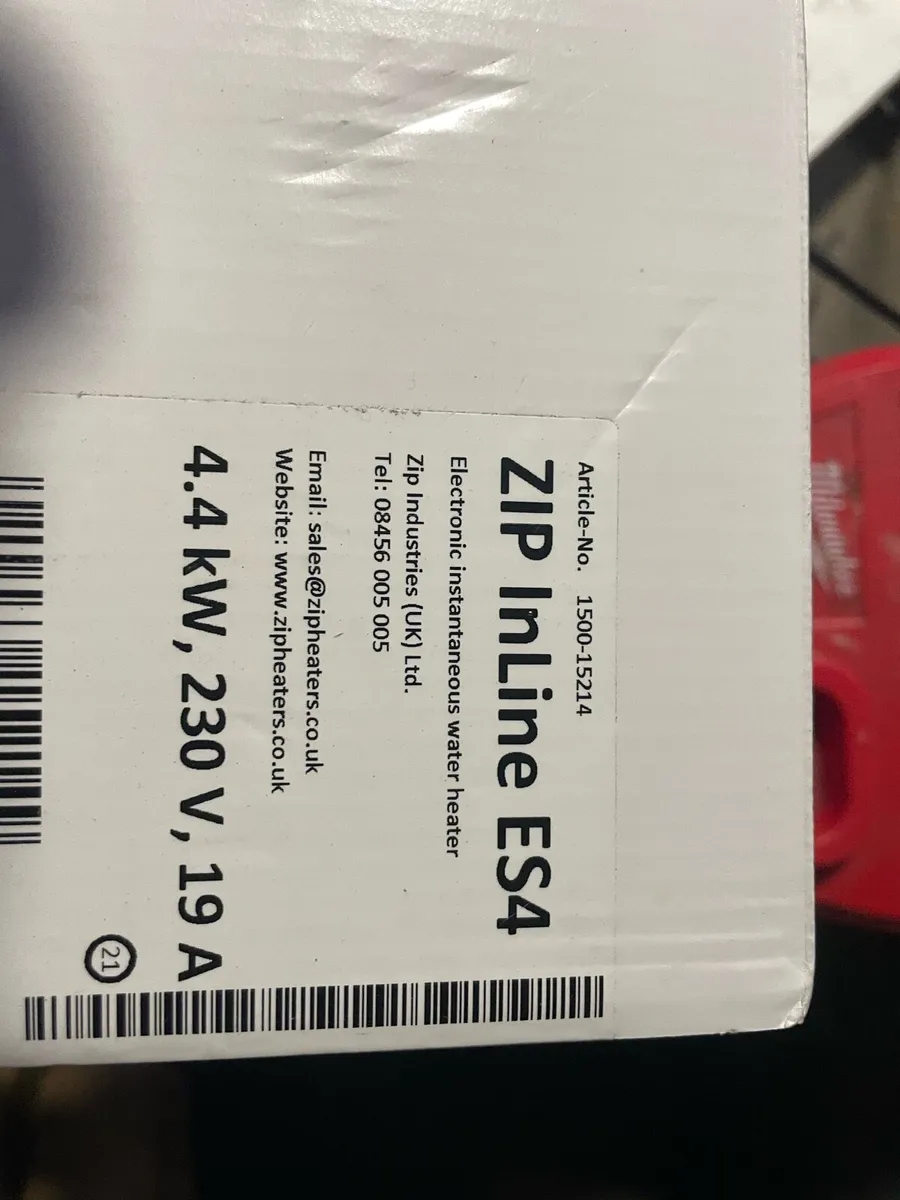 Article-No. 1500-15214
ZIP InLine ES4
Electronic instantaneous water heater
Zip Industries (UK) Ltd.
Tel: 08456 005 005
Email: sales@zipheaters.co.uk
Website: www.zipheaters.co.uk
4.4 kW, 230 V, 19 A
21
Milwaukee